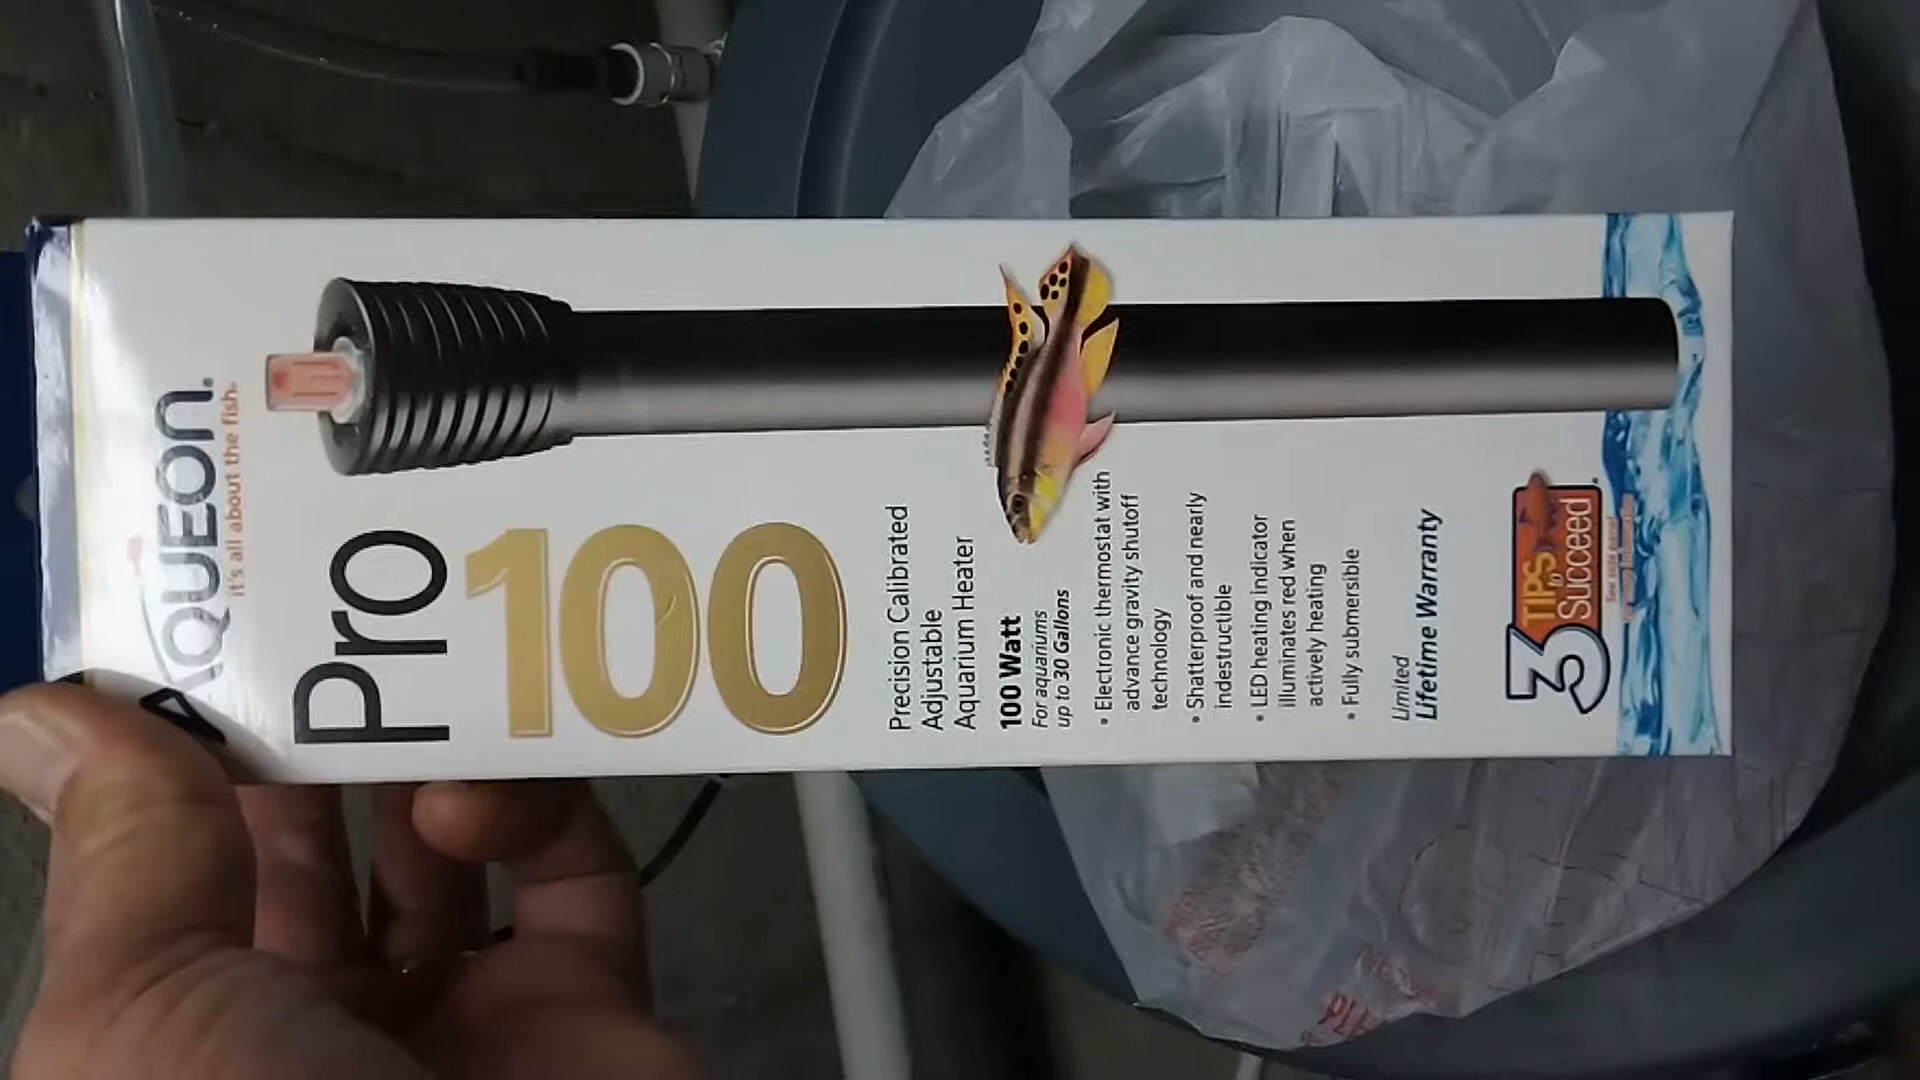 AQUEON®
it's all about the fish.
Pro
100
Precision Calibrated
Adjustable
Aquarium Heater
100 Watt
For aquariums
up to 30 Gallons
• Electronic thermostat with
advance gravity shutoff
technology
• Shatterproof and nearly
indestructible
• LED heating indicator
illuminates red when
actively heating
• Fully submersible
Limited
Lifetime Warranty
3 TIPS to
Succeed